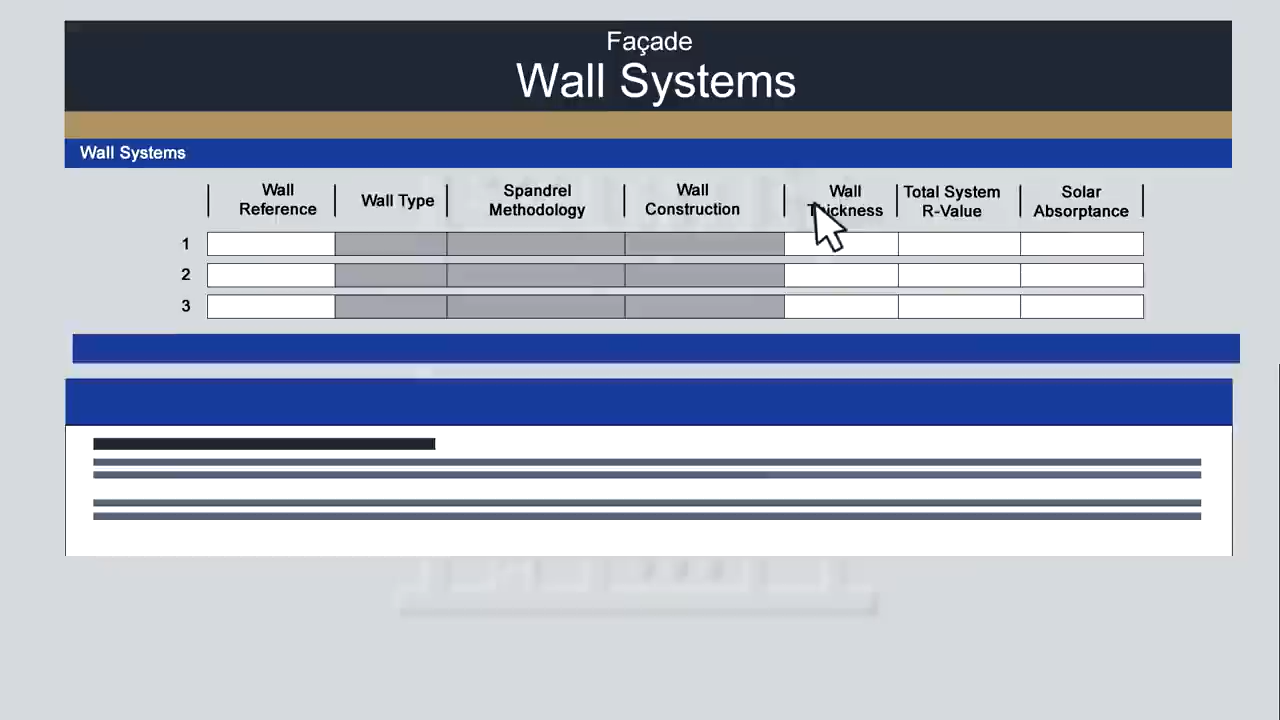 Façade
Wall Systems
Wall Systems
Wall Reference
Wall Type
Spandrel Methodology
Wall Construction
Wall Thickness
Total System R-Value
Solar Absorptance
1
2
3